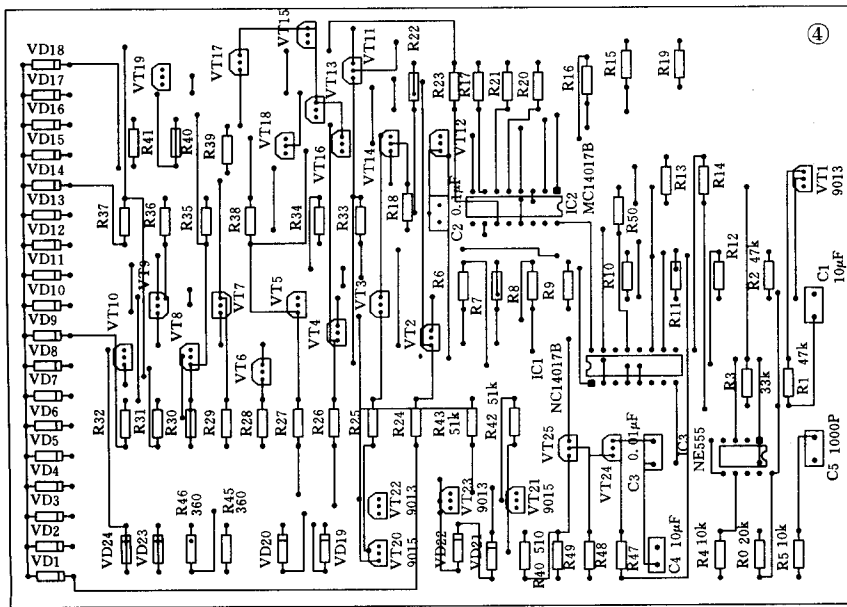 ④
VD18
VD17
VD16
VD15
VD14
VD13
VD12
VD11
VD10
VD9
VD8
VD7
VD6
VD5
VD4
VD3
VD2
VD1
VT19
VT17
VT15
VT13
VT11
R22
R23
R17
R21
R20
R16
R15
R19
R41
R40
R39
VT18
VT16
VT14
VT12
R18
C2 0.1μF
IC2
MC14017B
R50
R13
R14
VT1
9013
R37
R36
R35
R38
R34
R33
VT10
VT9
VT8
VT7
VT5
VT6
VT4
VT3
VT2
R6
R7
R8
R9
R10
R11
R12
R2 47k
C1
10μF
IC1
NC14017B
R32
R31
R30
R29
R28
R27
R26
R25
R24
R43
51k
R42 51k
VT25
VT24
C3 0.01μF
IC3
NE555
R3
33k
R1 47k
C5 1000P
VD24
VD23
R46
360
R45
360
VD20
VD19
VT22
9013
VT20
9015
VT23
9013
VT21
9015
VD22
VD21
R40 510
R49
R48
R47
C4 10μF
R4 10k
R0 20k
R5 10k